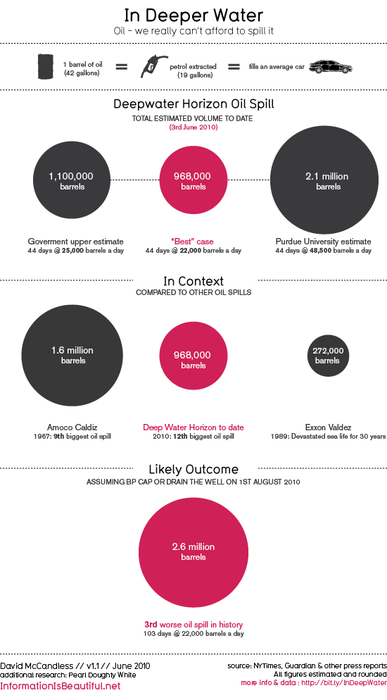 In Deeper Water
Oil - we really can't afford to spill it
1 barrel of oil
(42 gallons)
=
petrol extracted
(19 gallons)
=
fills an average car
Deepwater Horizon Oil Spill
TOTAL ESTIMATED VOLUME TO DATE
(3rd June 2010)
1,100,000
barrels
968,000
barrels
2.1 million
barrels
Goverment upper estimate
44 days @ 25,000 barrels a day
"Best" case
44 days @ 22,000 barrels a day
Purdue University estimate
44 days @ 48,500 barrels a day
In Context
COMPARED TO OTHER OIL SPILLS
1.6 million
barrels
968,000
barrels
272,000
barrels
Amoco Caldiz
1967: 9th biggest oil spill
Deep Water Horizon to date
2010: 12th biggest oil spill
Exxon Valdez
1989: Devastated sea life for 30 years
Likely Outcome
ASSUMING BP CAP OR DRAIN THE WELL ON 1ST AUGUST 2010
2.6 million
barrels
3rd worse oil spill in history
103 days @ 22,000 barrels a day
David McCandless // v1.1 // June 2010
additional research: Pearl Doughty White
InformationIsBeautiful.net
source: NYTimes, Guardian & other press reports
All figures estimated and rounded
more info & data : http://bit.ly/InDeepWater